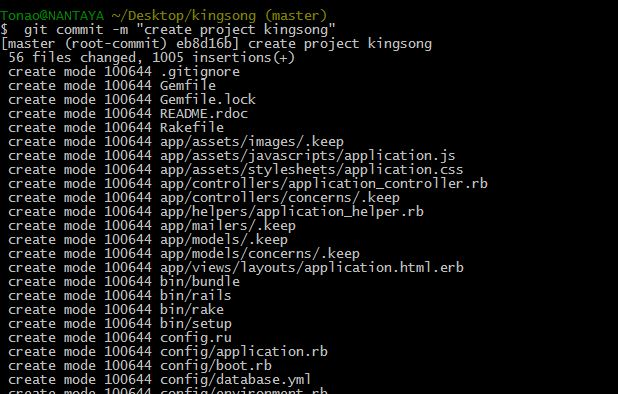 Tonao@NANTAYA ~/Desktop/kingsong (master)
$  git commit -m "create project kingsong"
[master (root-commit) eb8d16b] create project kingsong
 56 files changed, 1005 insertions(+)
 create mode 100644 .gitignore
 create mode 100644 Gemfile
 create mode 100644 Gemfile.lock
 create mode 100644 README.rdoc
 create mode 100644 Rakefile
 create mode 100644 app/assets/images/.keep
 create mode 100644 app/assets/javascripts/application.js
 create mode 100644 app/assets/stylesheets/application.css
 create mode 100644 app/controllers/application_controller.rb
 create mode 100644 app/controllers/concerns/.keep
 create mode 100644 app/helpers/application_helper.rb
 create mode 100644 app/mailers/.keep
 create mode 100644 app/models/.keep
 create mode 100644 app/models/concerns/.keep
 create mode 100644 app/views/layouts/application.html.erb
 create mode 100644 bin/bundle
 create mode 100644 bin/rails
 create mode 100644 bin/rake
 create mode 100644 bin/setup
 create mode 100644 config.ru
 create mode 100644 config/application.rb
 create mode 100644 config/boot.rb
 create mode 100644 config/database.yml
 create mode 100644 config/environment.rb